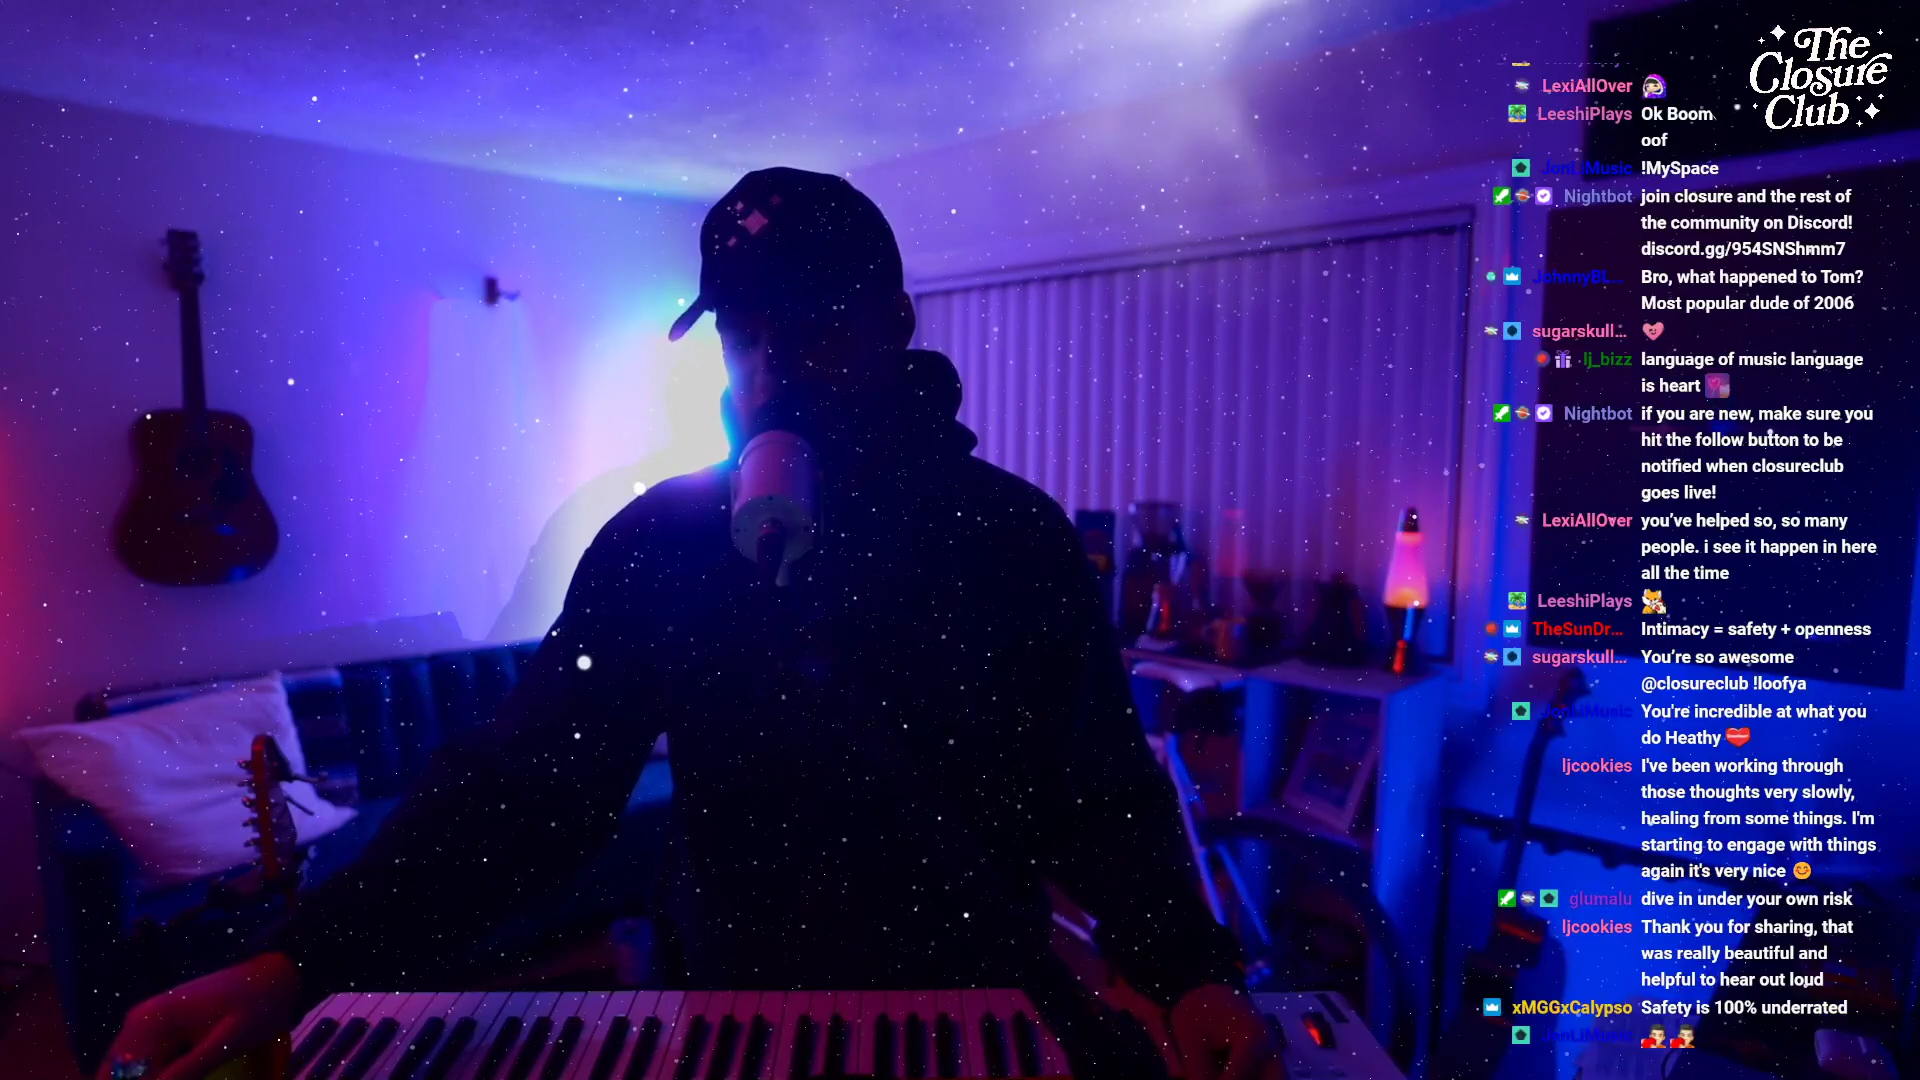 The
Closure
Club
LexiAllOver
LeeshiPlays Ok Boom
oof
JonLiMusic !MySpace
Nightbot join closure and the rest of
the community on Discord!
discord.gg/954SNShmm7
JohnnyBL... Bro, what happened to Tom?
Most popular dude of 2006
sugarskull...
lj_bizz language of music language
is heart
Nightbot if you are new, make sure you
hit the follow button to be
notified when closureclub
goes live!
LexiAllOver you've helped so, so many
people. i see it happen in here
all the time
LeeshiPlays
TheSunDr... Intimacy = safety + openness
sugarskull... You're so awesome
@closureclub !loofya
JonLiMusic You're incredible at what you
do Heathy
ljcookies I've been working through
those thoughts very slowly,
healing from some things. I'm
starting to engage with things
again it's very nice
glumalu dive in under your own risk
ljcookies Thank you for sharing, that
was really beautiful and
helpful to hear out loud
xMGGxCalypso Safety is 100% underrated
JonLiMusic